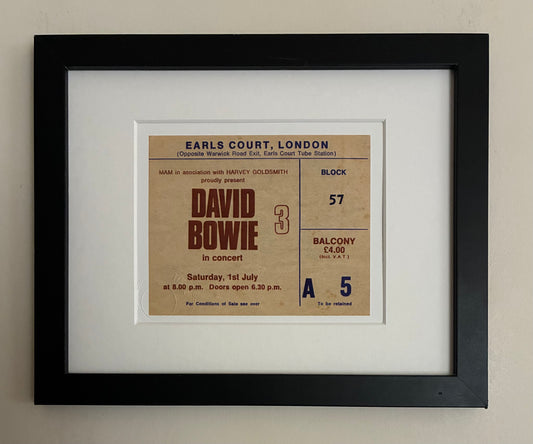 EARLS COURT, LONDON
(Opposite Warwick Road Exit, Earls Court Tube Station)
MAM in association with HARVEY GOLDSMITH
proudly present
DAVID
BOWIE
3
in concert
Saturday, 1st July
at 8.00 p.m. Doors open 6.30 p.m.
For Conditions of Sale see over
BLOCK
57
BALCONY
£4.00
(Incl. V.A.T.)
A 5
To be retained